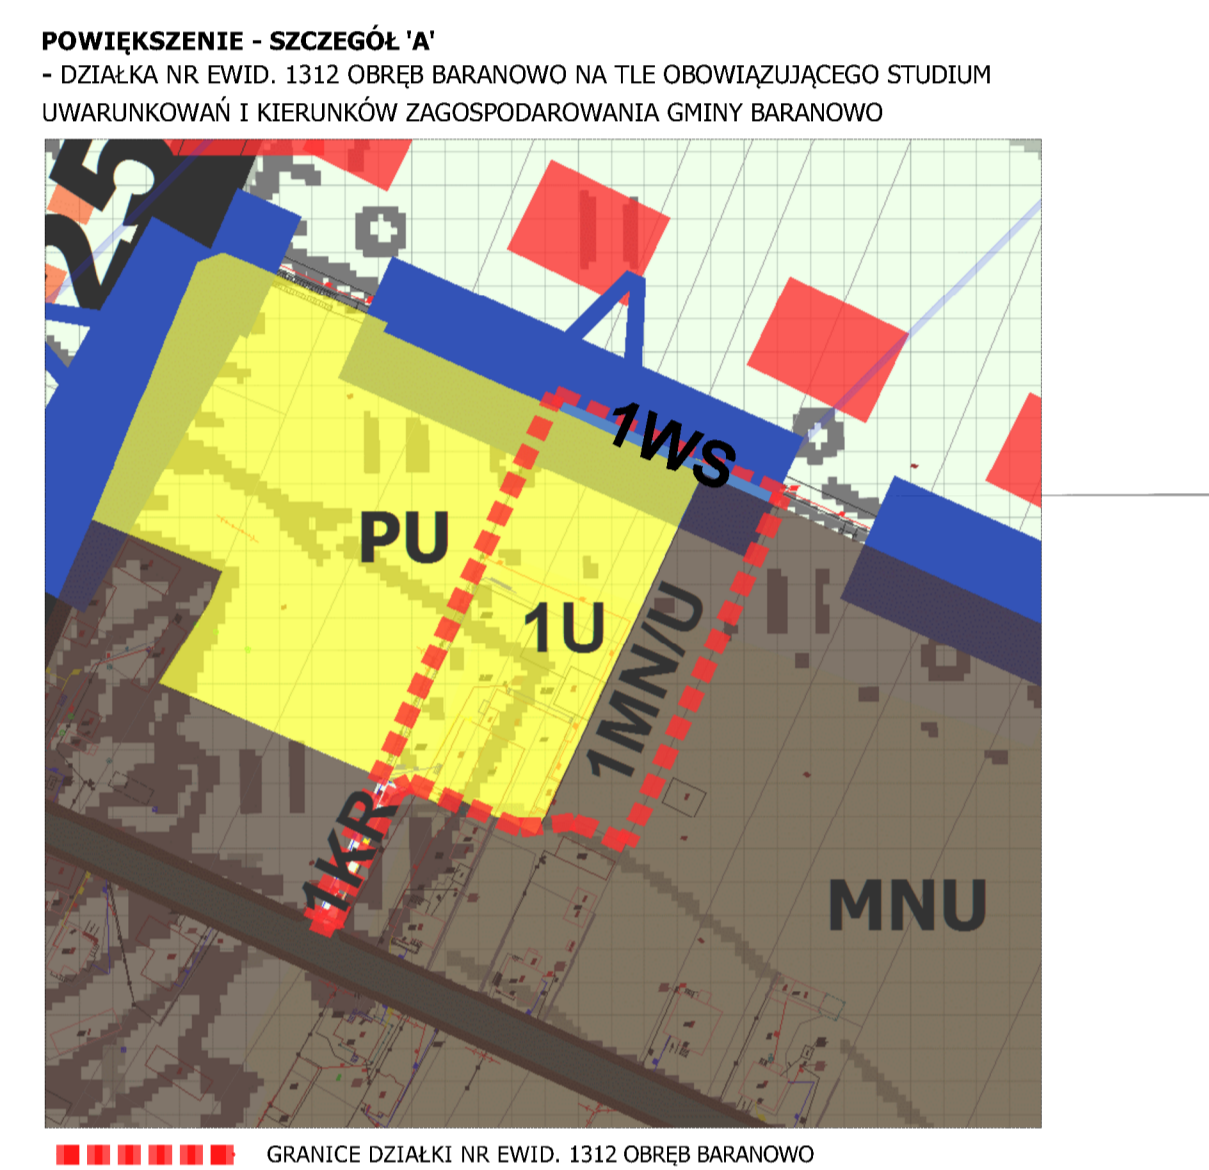 POWIĘKSZENIE - SZCZEGÓŁ 'A'
- DZIAŁKA NR EWID. 1312 OBRĘB BARANOWO NA TLE OBOWIĄZUJĄCEGO STUDIUM
UWARUNKOWAŃ I KIERUNKÓW ZAGOSPODAROWANIA GMINY BARANOWO
25
1WS
PU
1U
1MN/U
1KR
MNU
GRANICE DZIAŁKI NR EWID. 1312 OBRĘB BARANOWO